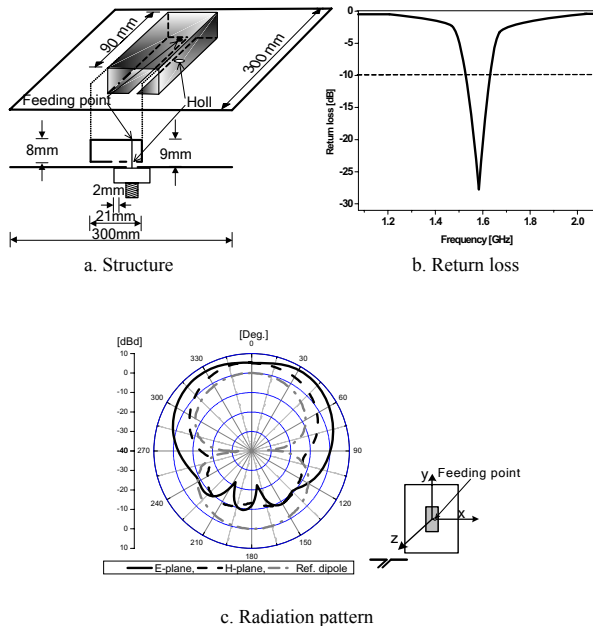 90 mm
300 mm
Feeding point
Holl
8mm
9mm
2mm
21mm
300mm
a. Structure
0
-5
-10
-15
-20
-25
-30
Return loss [dB]
1.2 1.4 1.6 1.8 2.0
Frequency [GHz]
b. Return loss
[dBd]
[Deg.]
10
0
-10
-20
-30
-40
-30
-20
-10
0
10
0
30
60
90
120
150
180
210
240
270
300
330
E-plane, H-plane, Ref. dipole
Feeding point
y
x
z
c. Radiation pattern